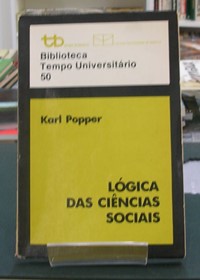 tb
Biblioteca
Tempo Universitário
50
Karl Popper
LÓGICA
DAS CIÊNCIAS
SOCIAIS